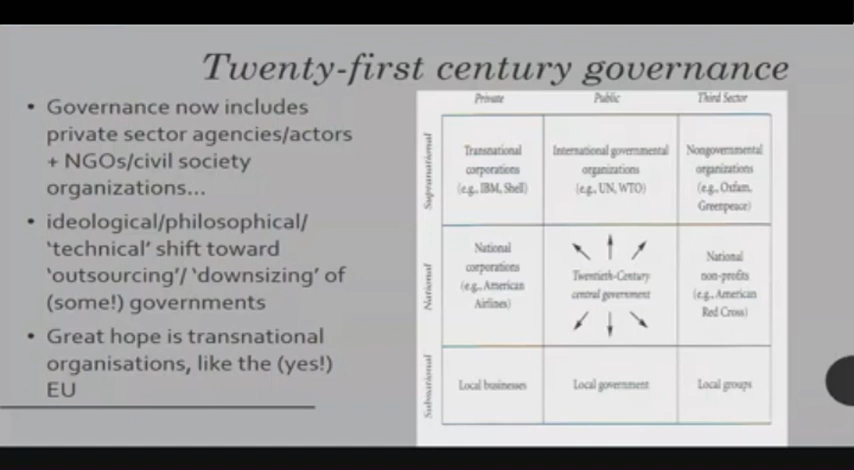 Twenty-first century governance
• Governance now includes
private sector agencies/actors
+ NGOs/civil society
organizations...
• ideological/philosophical/
‘technical’ shift toward
‘outsourcing’/ ‘downsizing’ of
(some!) governments
• Great hope is transnational
organisations, like the (yes!)
EU
Private
Public
Third Sector
Supranational
Transnational
corporations
(e.g., IBM, Shell)
International governmental
organizations
(e.g., UN, WTO)
Nongovernmental
organizations
(e.g., Oxfam,
Greenpeace)
National
National
corporations
(e.g., American
Airlines)
Twentieth-Century
central government
National
non-profits
(e.g., American
Red Cross)
Subnational
Local businesses
Local government
Local groups